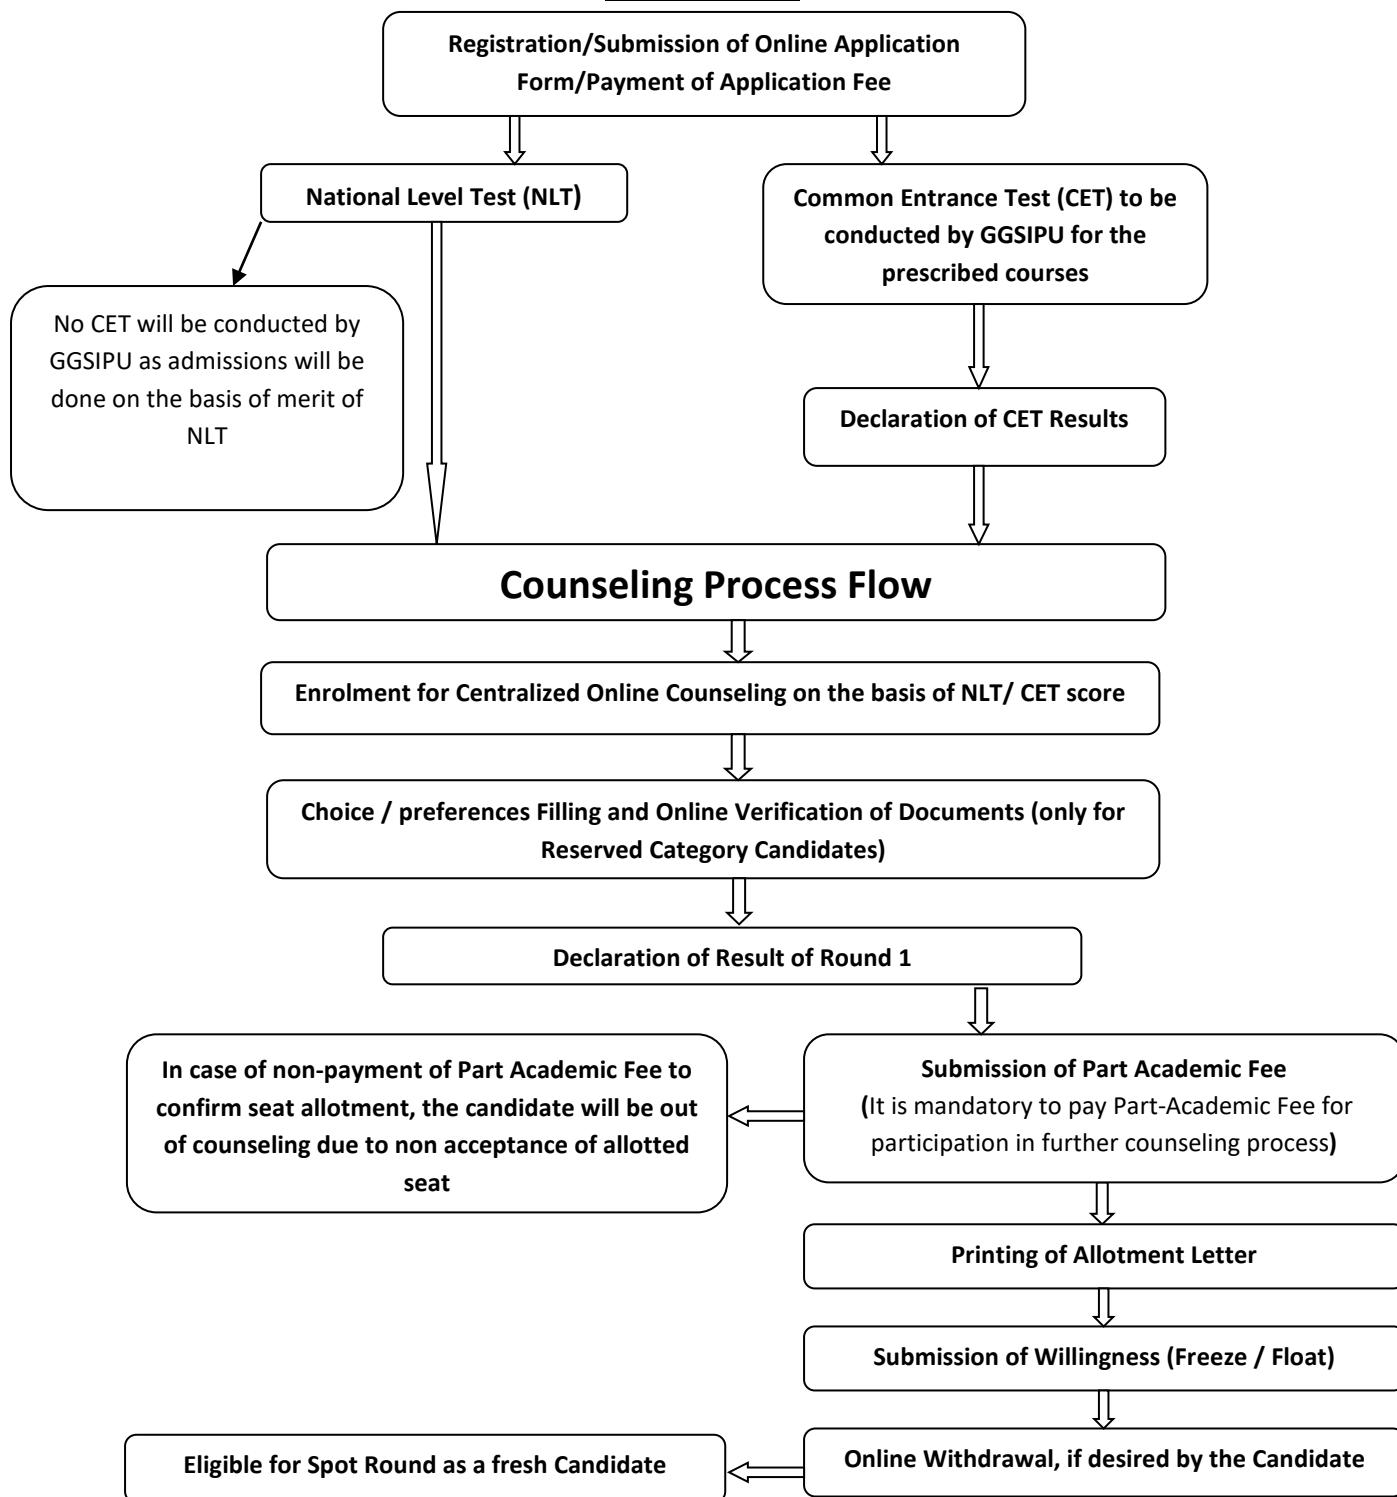 Registration/Submission of Online Application
Form/Payment of Application Fee
National Level Test (NLT)
Common Entrance Test (CET) to be
conducted by GGSIPU for the
prescribed courses
No CET will be conducted by
GGSIPU as admissions will be
done on the basis of merit of
NLT
Declaration of CET Results
Counseling Process Flow
Enrolment for Centralized Online Counseling on the basis of NLT/ CET score
Choice / preferences Filling and Online Verification of Documents (only for
Reserved Category Candidates)
Declaration of Result of Round 1
In case of non-payment of Part Academic Fee to
confirm seat allotment, the candidate will be out
of counseling due to non acceptance of allotted
seat
Submission of Part Academic Fee
(It is mandatory to pay Part-Academic Fee for
participation in further counseling process)
Printing of Allotment Letter
Submission of Willingness (Freeze / Float)
Online Withdrawal, if desired by the Candidate
Eligible for Spot Round as a fresh Candidate